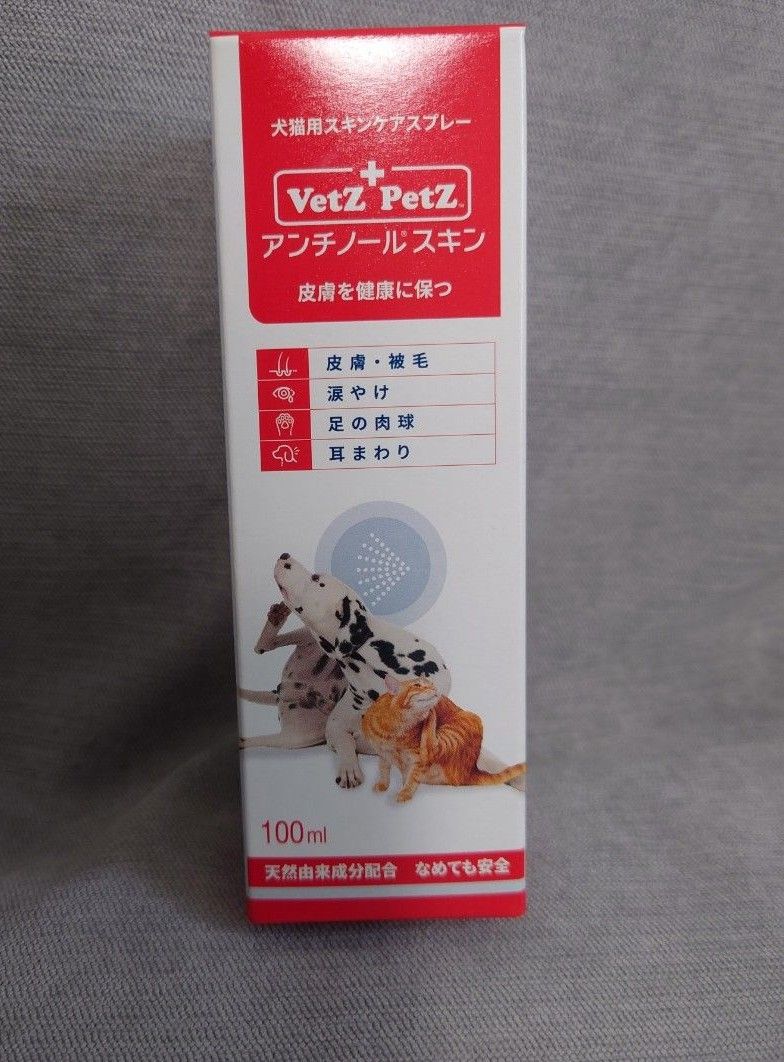 犬猫用スキンケアスプレー
VetZ PetZ™
アンチノール®スキン
皮膚を健康に保つ
皮膚・被毛
涙やけ
足の肉球
耳まわり
100ml
天然由来成分配合 なめても安全